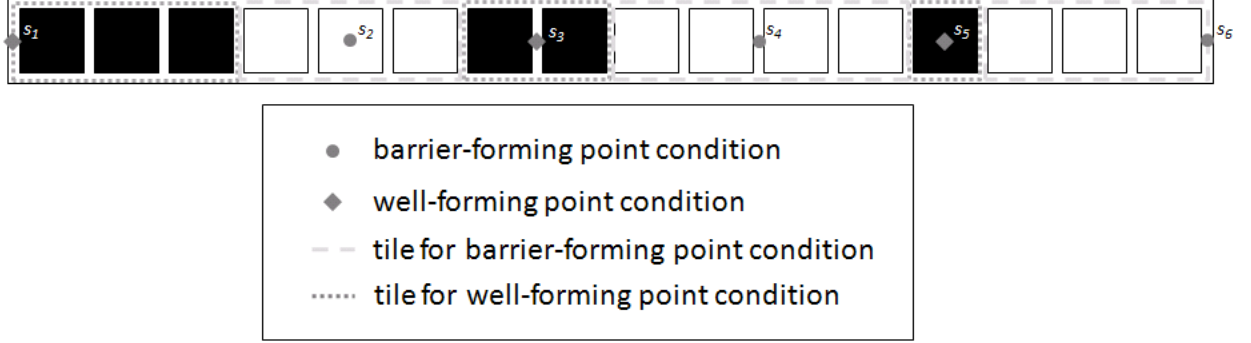 s1 s2 s3 s4 s5 s6
barrier-forming point condition
well-forming point condition
tile for barrier-forming point condition
tile for well-forming point condition